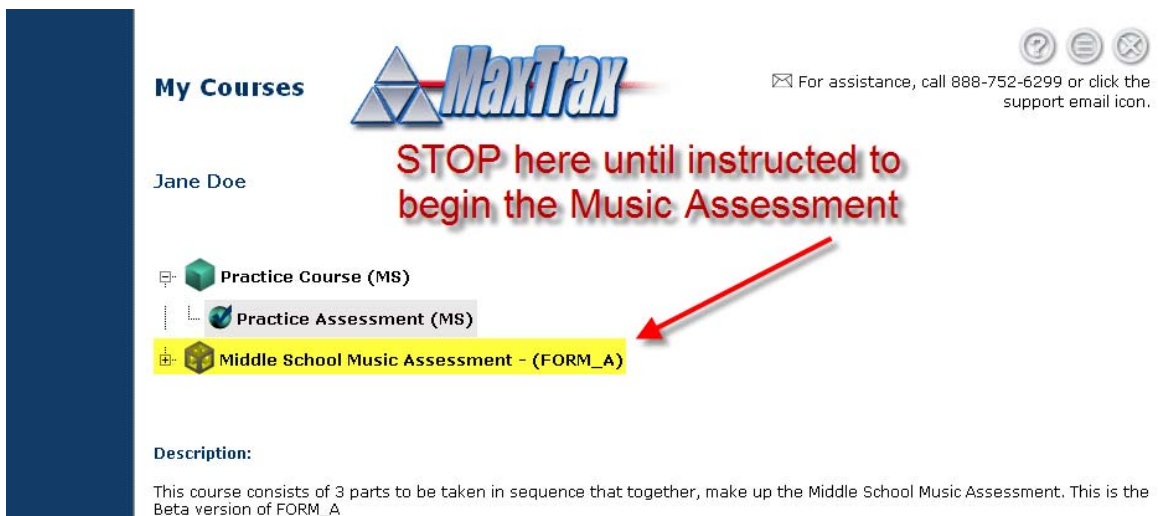 My Courses
MaxTrax
For assistance, call 888-752-6299 or click the
support email icon.
STOP here until instructed to
begin the Music Assessment
Jane Doe
Practice Course (MS)
Practice Assessment (MS)
Middle School Music Assessment - (FORM_A)
Description:
This course consists of 3 parts to be taken in sequence that together, make up the Middle School Music Assessment. This is the
Beta version of FORM_A